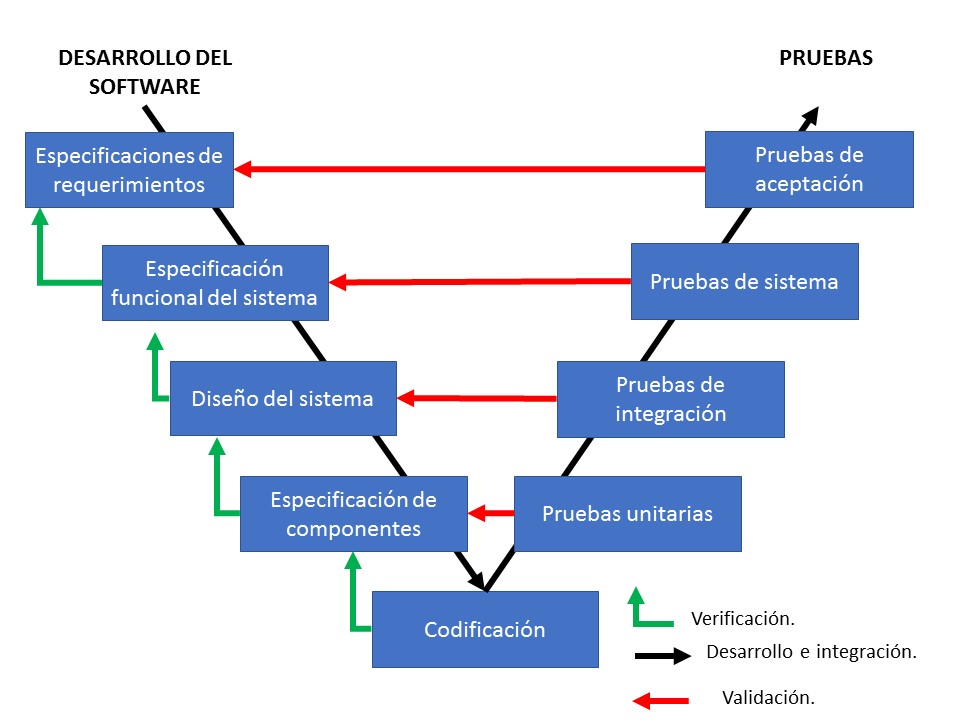 DESARROLLO DEL
SOFTWARE
PRUEBAS
Especificaciones de
requerimientos
Pruebas de
aceptación
Especificación
funcional del sistema
Pruebas de sistema
Diseño del sistema
Pruebas de
integración
Especificación de
componentes
Pruebas unitarias
Codificación
Verificación.
Desarrollo e integración.
Validación.